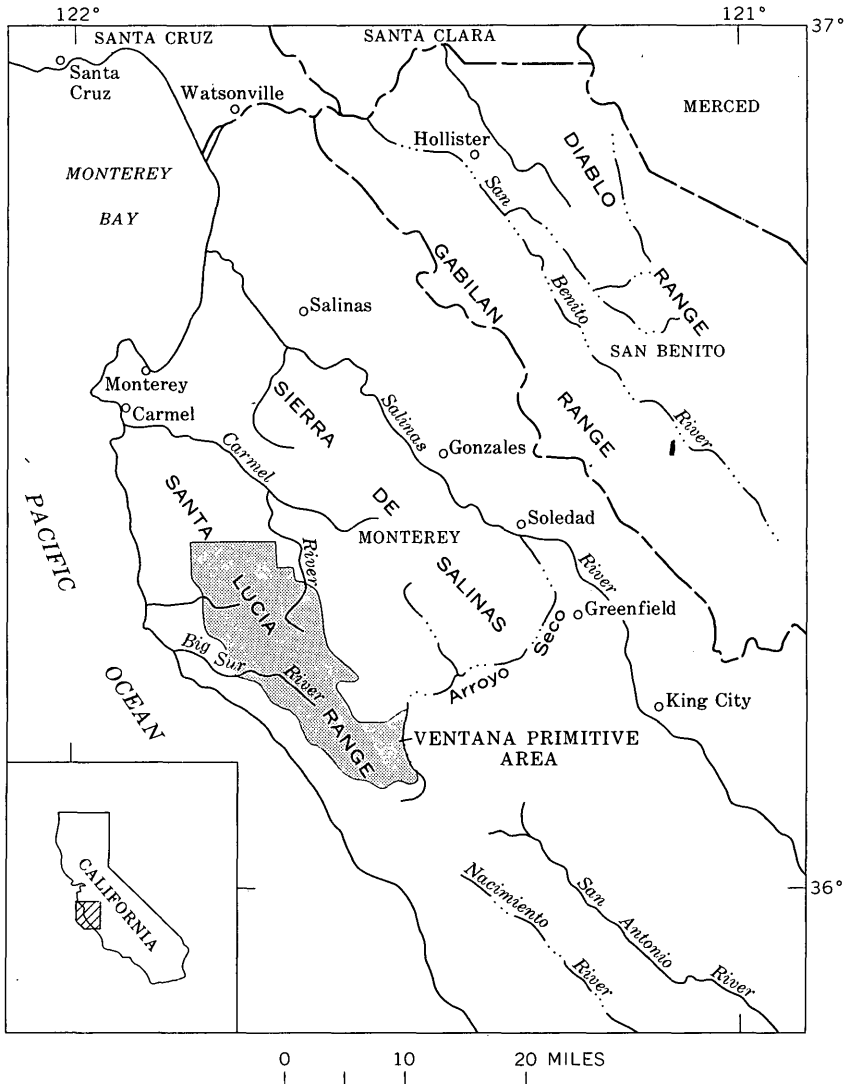 122°
121°
37°
SANTA CRUZ
SANTA CLARA
Santa
Cruz
Watsonville
MERCED
Hollister
DIABLO
RANGE
MONTEREY
BAY
San
Benito
River
GABILAN
RANGE
Salinas
SAN BENITO
Monterey
Carmel
SIERRA
DE
SALINAS
Salinas
River
Gonzales
Carmel
River
SANTA
LUCIA
RANGE
Soledad
MONTEREY
PACIFIC
OCEAN
Greenfield
Arroyo
Seco
Big Sur
River
King City
VENTANA PRIMITIVE
AREA
36°
CALIFORNIA
San
Antonio
River
Nacimiento
River
0 10 20 MILES